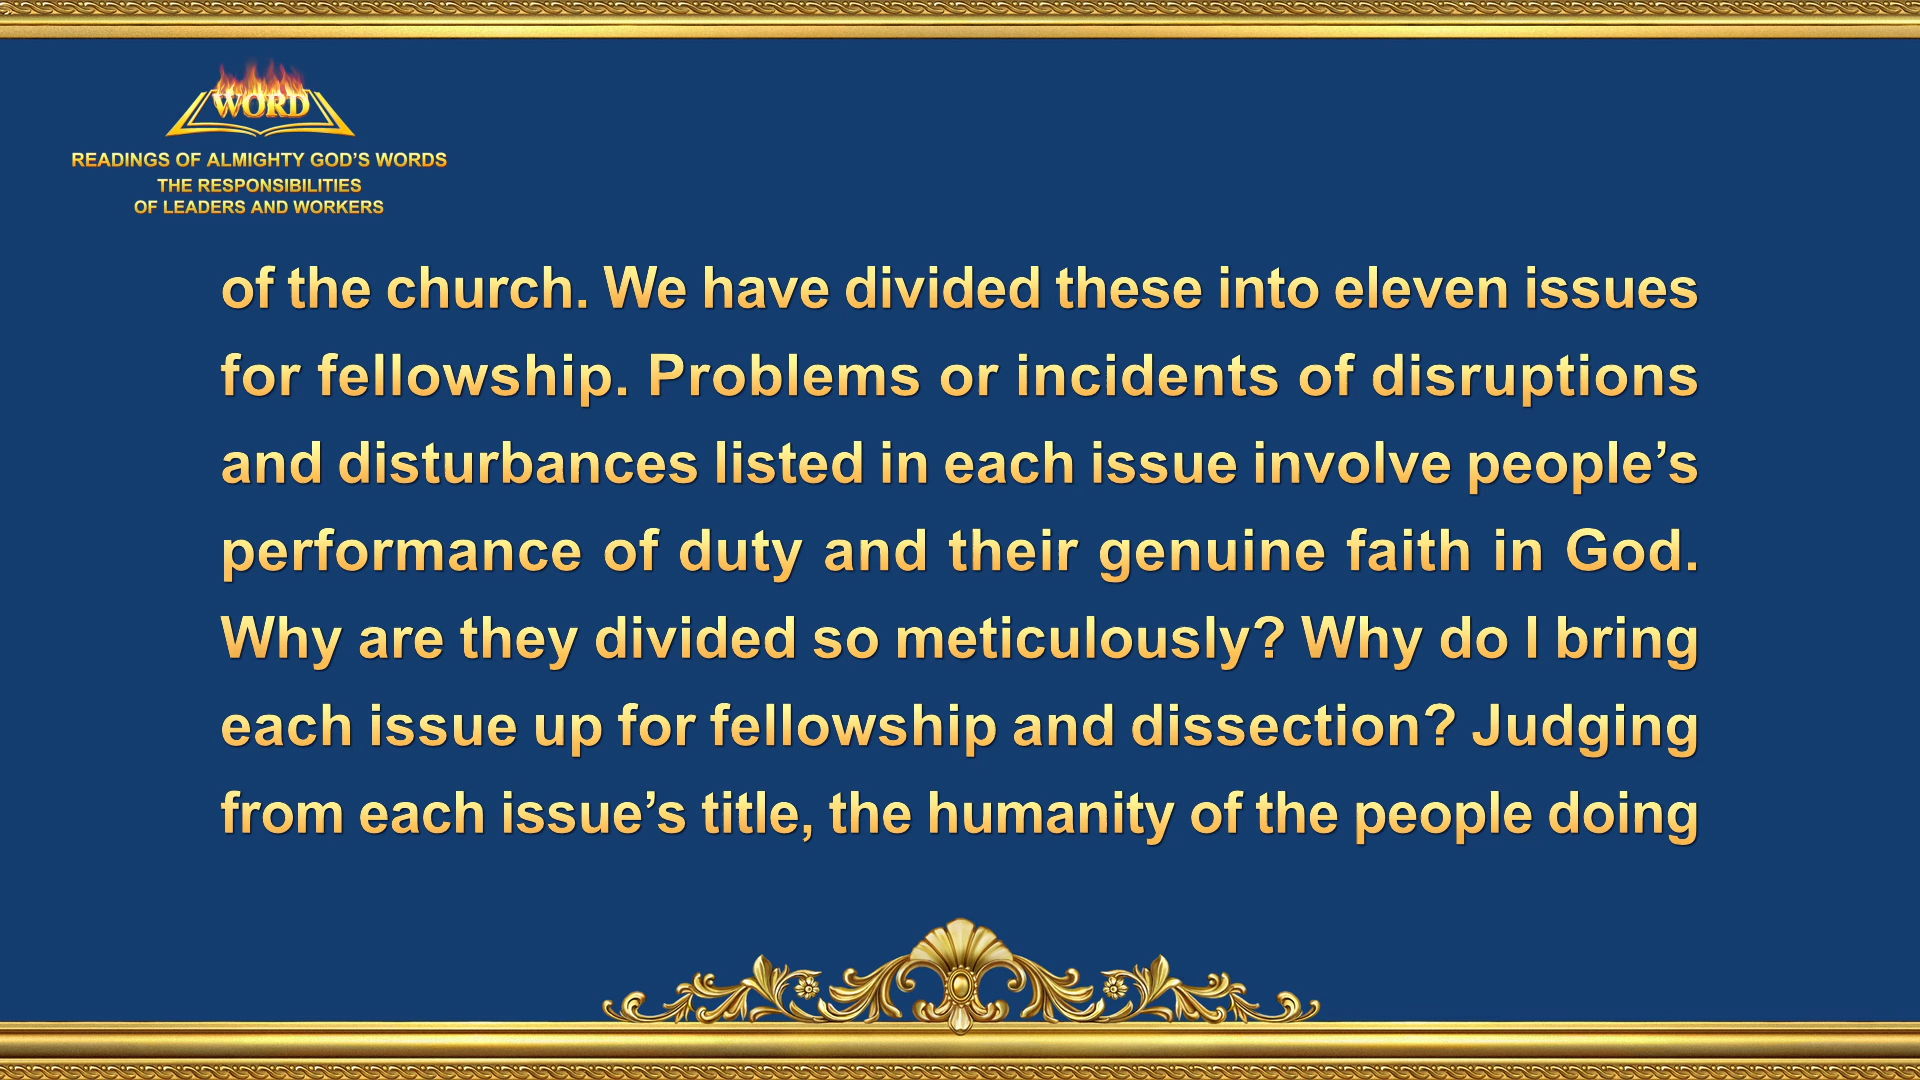 WORD
READINGS OF ALMIGHTY GOD’S WORDS
THE RESPONSIBILITIES
OF LEADERS AND WORKERS
of the church. We have divided these into eleven issues
for fellowship. Problems or incidents of disruptions
and disturbances listed in each issue involve people’s
performance of duty and their genuine faith in God.
Why are they divided so meticulously? Why do I bring
each issue up for fellowship and dissection? Judging
from each issue’s title, the humanity of the people doing